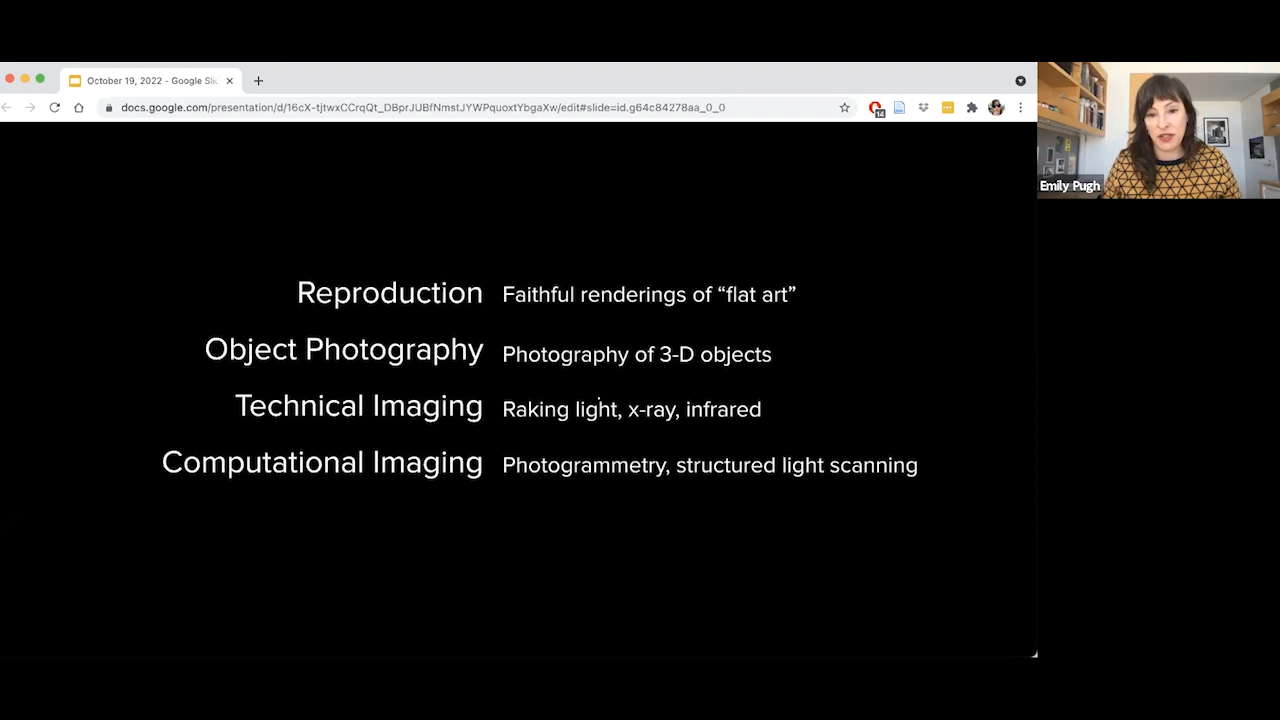 October 19, 2022 - Google Sli
docs.google.com/presentation/d/16cX-tjtwxCCrqQt_DBprJUBfNmstJYWPquoxtYbgaXw/edit#slide=id.g64c84278aa_0_0
14
Emily Pugh
Reproduction Faithful renderings of “flat art”
Object Photography Photography of 3-D objects
Technical Imaging Raking light, x-ray, infrared
Computational Imaging Photogrammetry, structured light scanning